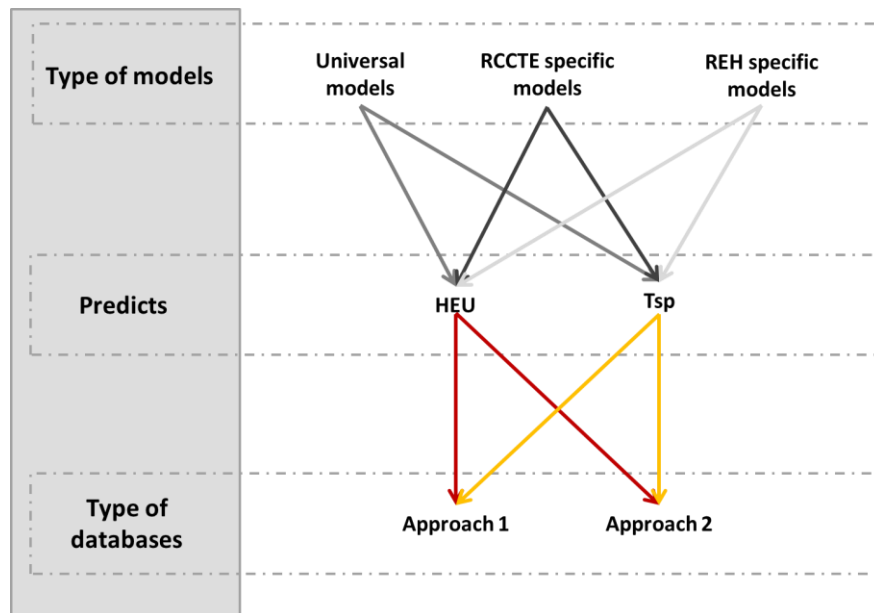 Type of models
Universal
models
RCCTE specific
models
REH specific
models
Predicts
HEU
Tsp
Type of
databases
Approach 1
Approach 2